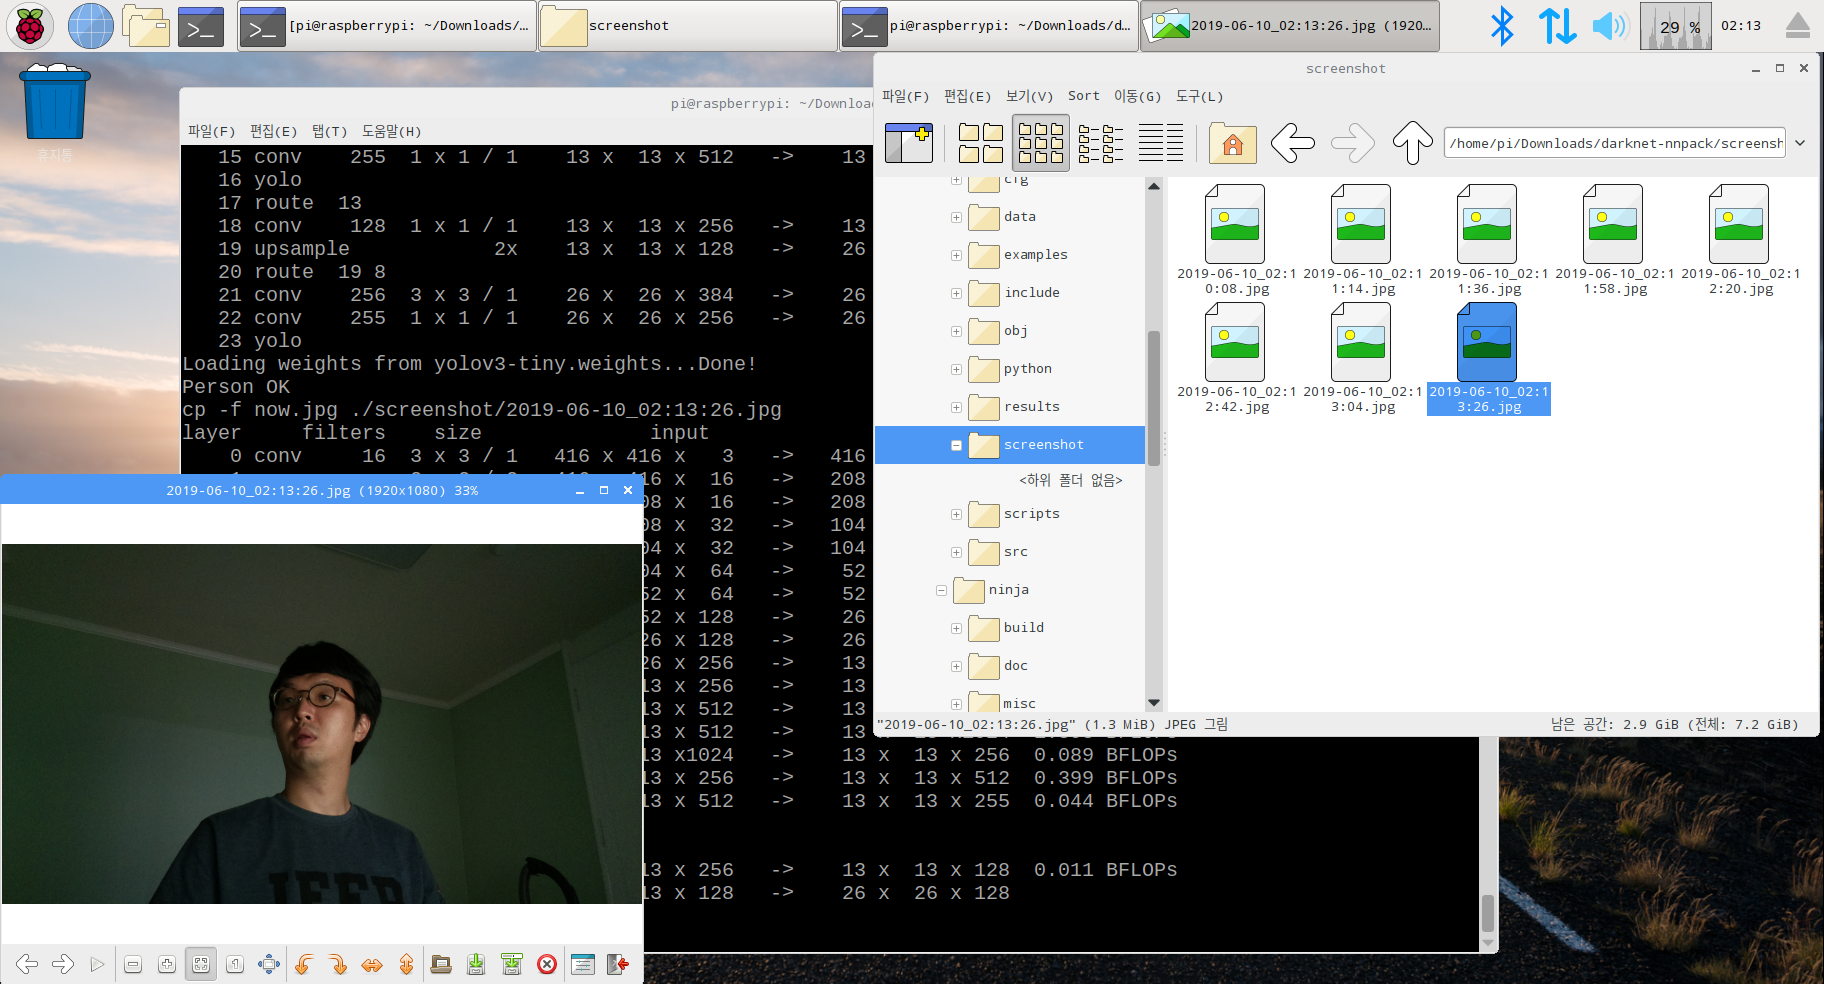 [pi@raspberrypi: ~/Downloads/...
screenshot
pi@raspberrypi: ~/Downloads/d...
2019-06-10_02:13:26.jpg (1920...
29 %
02:13
휴지통
pi@raspberrypi: ~/Downloa
파일(F) 편집(E) 탭(T) 도움말(H)
15 conv 255 1 x 1 / 1 13 x 13 x 512 -> 13
16 yolo
17 route 13
18 conv 128 1 x 1 / 1 13 x 13 x 256 -> 13
19 upsample 2x 13 x 13 x 128 -> 26
20 route 19 8
21 conv 256 3 x 3 / 1 26 x 26 x 384 -> 26
22 conv 255 1 x 1 / 1 26 x 26 x 256 -> 26
23 yolo
Loading weights from yolov3-tiny.weights...Done!
Person OK
cp -f now.jpg ./screenshot/2019-06-10_02:13:26.jpg
layer filters size input
0 conv 16 3 x 3 / 1 416 x 416 x 3 -> 416
16 x 16 -> 208
08 x 16 -> 208
08 x 32 -> 104
04 x 32 -> 104
04 x 64 -> 52
52 x 64 -> 52
52 x 128 -> 26
26 x 128 -> 26
26 x 256 -> 13
13 x 256 -> 13
13 x 512 -> 13
13 x 512 -> 13
13 x1024 -> 13 x 13 x 256 0.089 BFLOPs
13 x 256 -> 13 x 13 x 512 0.399 BFLOPs
13 x 512 -> 13 x 13 x 255 0.044 BFLOPs
13 x 256 -> 13 x 13 x 128 0.011 BFLOPs
13 x 128 -> 26 x 26 x 128
screenshot
파일(F) 편집(E) 보기(V) Sort 이동(G) 도구(L)
/home/pi/Downloads/darknet-nnpack/screensh
cfg
data
examples
include
obj
python
results
screenshot
<하위 폴더 없음>
scripts
src
ninja
build
doc
misc
2019-06-10_02:10:08.jpg
2019-06-10_02:11:14.jpg
2019-06-10_02:11:36.jpg
2019-06-10_02:11:58.jpg
2019-06-10_02:12:20.jpg
2019-06-10_02:12:42.jpg
2019-06-10_02:13:04.jpg
2019-06-10_02:13:26.jpg
"2019-06-10_02:13:26.jpg" (1.3 MiB) JPEG 그림
남은 공간: 2.9 GiB (전체: 7.2 GiB)
2019-06-10_02:13:26.jpg (1920x1080) 33%
JEEP